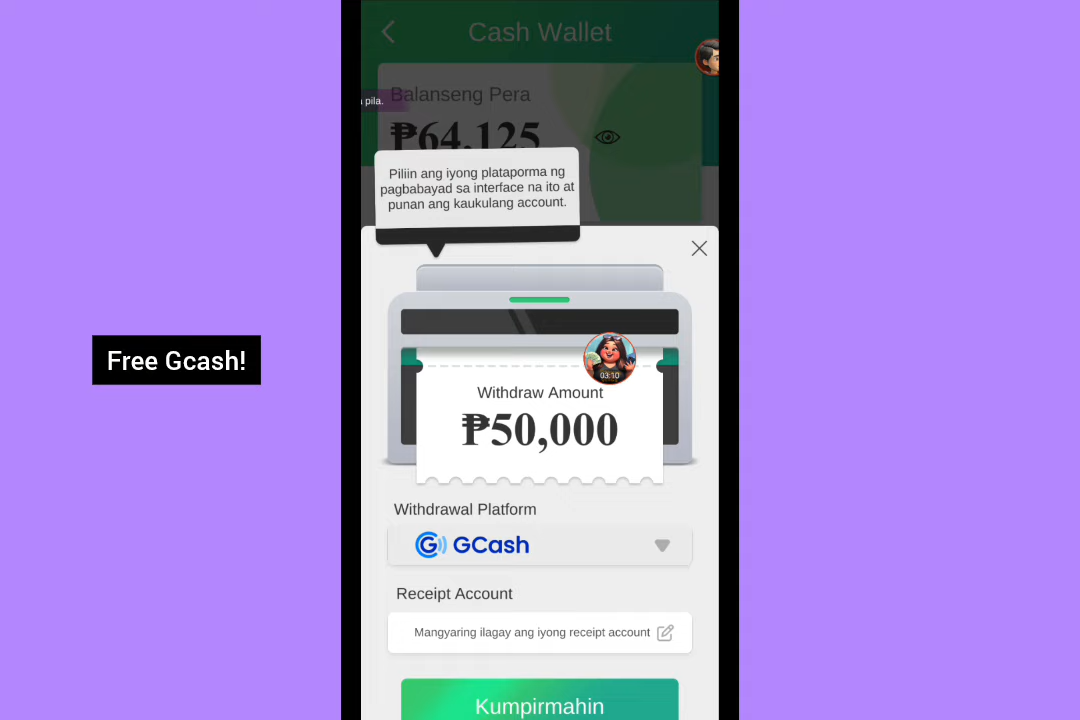 Cash Wallet
pila.
Balanseng Pera
₱64,125
Piliin ang iyong plataporma ng
pagbabayad sa interface na ito at
punan ang kaukulang account.
03:10
Withdraw Amount
₱50,000
Free Gcash!
Withdrawal Platform
GCash
Receipt Account
Mangyaring ilagay ang iyong receipt account
Kumpirmahin